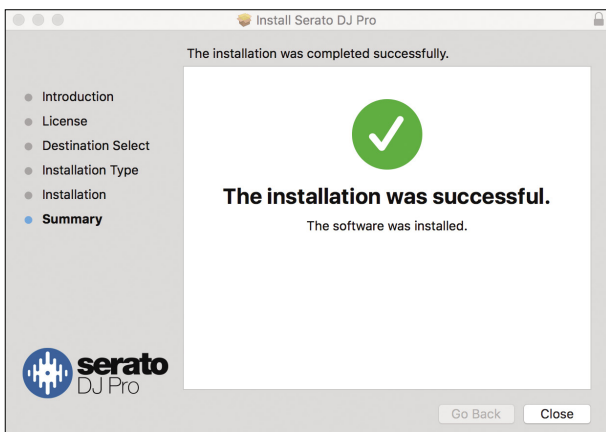 Install Serato DJ Pro
The installation was completed successfully.
Introduction
License
Destination Select
Installation Type
Installation
Summary
The installation was successful.
The software was installed.
serato
DJ Pro
Go Back
Close